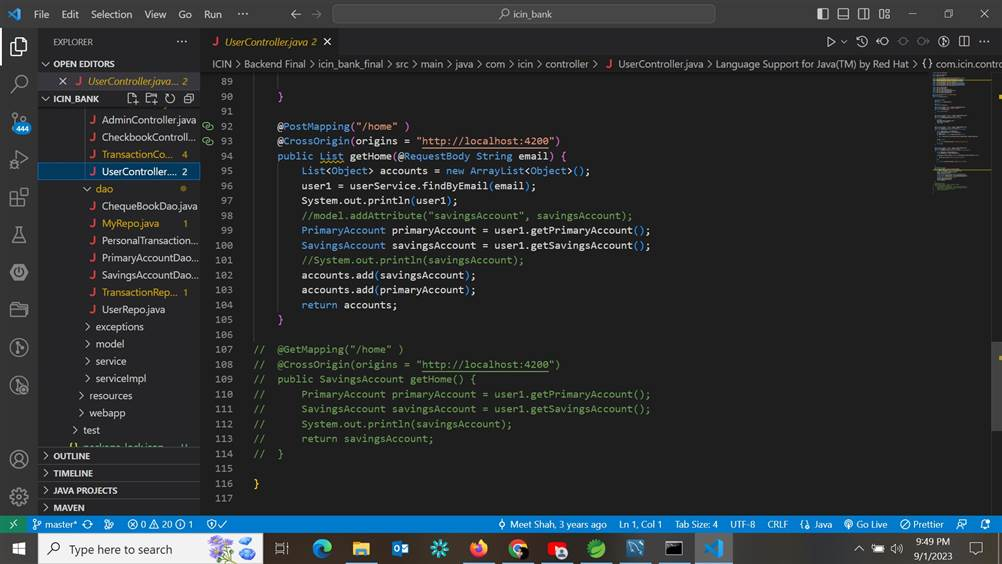 File Edit Selection View Go Run ··· icin_bank
EXPLORER ···
OPEN EDITORS
UserController.java... 2
ICIN_BANK
AdminController.java
CheckbookControll...
TransactionCo... 4
UserController.... 2
dao
ChequeBookDao.java
MyRepo.java 1
PersonalTransaction...
PrimaryAccountDao...
SavingsAccountDao...
TransactionRep... 1
UserRepo.java
exceptions
model
service
serviceImpl
resources
webapp
test
OUTLINE
TIMELINE
JAVA PROJECTS
MAVEN
444
UserController.java 2
ICIN > Backend Final > icin_bank_final > src > main > java > com > icin > controller > UserController.java > Language Support for Java(TM) by Red Hat > {} com.icin.contro
89
90 }
91
92 @PostMapping("/home" )
93 @CrossOrigin(origins = "http://localhost:4200")
94 public List getHome(@RequestBody String email) {
95 List<Object> accounts = new ArrayList<Object>();
96 user1 = userService.findByEmail(email);
97 System.out.println(user1);
98 //model.addAttribute("savingsAccount", savingsAccount);
99 PrimaryAccount primaryAccount = user1.getPrimaryAccount();
100 SavingsAccount savingsAccount = user1.getSavingsAccount();
101 //System.out.println(savingsAccount);
102 accounts.add(savingsAccount);
103 accounts.add(primaryAccount);
104 return accounts;
105 }
106
107 // @GetMapping("/home" )
108 // @CrossOrigin(origins = "http://localhost:4200")
109 // public SavingsAccount getHome() {
110 // PrimaryAccount primaryAccount = user1.getPrimaryAccount();
111 // SavingsAccount savingsAccount = user1.getSavingsAccount();
112 // System.out.println(savingsAccount);
113 // return savingsAccount;
114 // }
115
116 }
117
master* 0 20 1 Meet Shah, 3 years ago Ln 1, Col 1 Tab Size: 4 UTF-8 CRLF {} Java Go Live Prettier
Type here to search
9:49 PM
9/1/2023